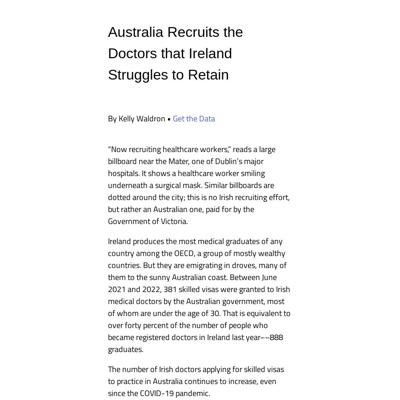 Australia Recruits the
Doctors that Ireland
Struggles to Retain
By Kelly Waldron • Get the Data
“Now recruiting healthcare workers,” reads a large
billboard near the Mater, one of Dublin’s major
hospitals. It shows a healthcare worker smiling
underneath a surgical mask. Similar billboards are
dotted around the city; this is no Irish recruiting effort,
but rather an Australian one, paid for by the
Government of Victoria.
Ireland produces the most medical graduates of any
country among the OECD, a group of mostly wealthy
countries. But they are emigrating in droves, many of
them to the sunny Australian coast. Between June
2021 and 2022, 381 skilled visas were granted to Irish
medical doctors by the Australian government, most
of whom are under the age of 30. That is equivalent to
over forty percent of the number of people who
became registered doctors in Ireland last year––888
graduates.
The number of Irish doctors applying for skilled visas
to practice in Australia continues to increase, even
since the COVID-19 pandemic.